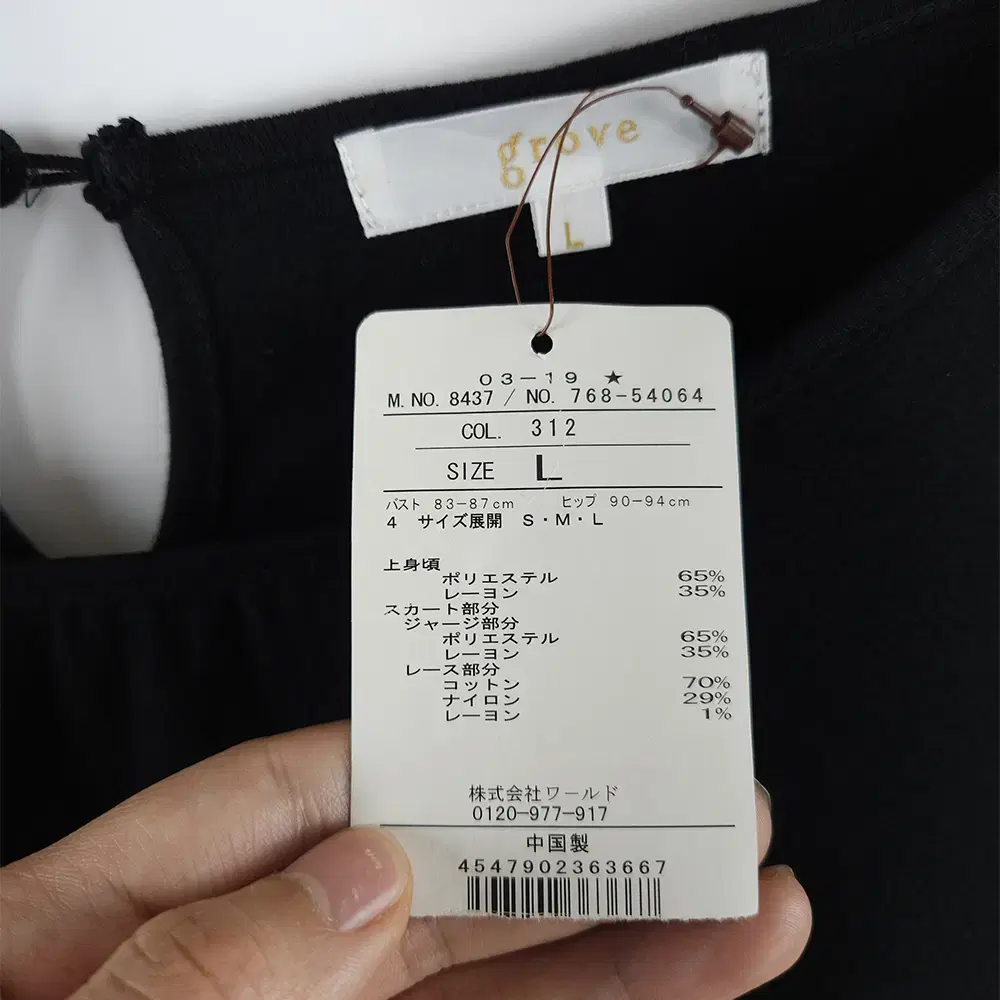 grove
L
03-19 ★
M. NO. 8437 / NO. 768-54064
COL. 312
SIZE L
バスト 83-87cm ヒップ 90-94cm
4 サイズ展開 S・M・L
上身頃
ポリエステル 65%
レーヨン 35%
スカート部分
ジャージ部分
ポリエステル 65%
レーヨン 35%
レース部分
コットン 70%
ナイロン 29%
レーヨン 1%
株式会社ワールド
0120-977-917
中国製
4547902363667